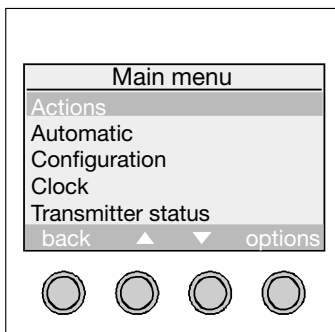 Main menu
Actions
Automatic
Configuration
Clock
Transmitter status
back ▲ ▼ options